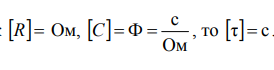 : [R]= Ом, [C]= Ф = с/Ом, то [τ]= с.